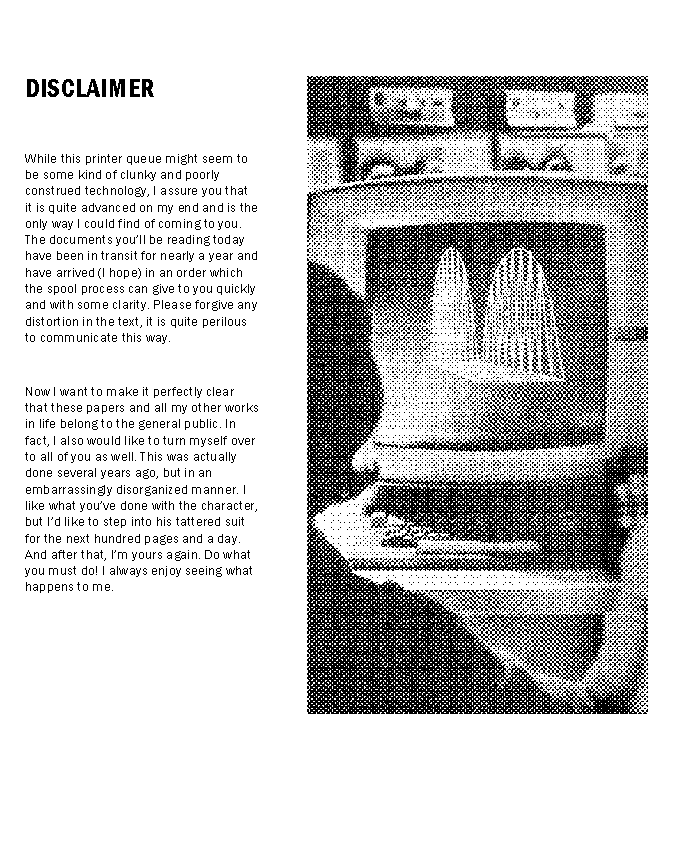 DISCLAIMER
While this printer queue might seem to
be some kind of clunky and poorly
construed technology, I assure you that
it is quite advanced on my end and is the
only way I could find of coming to you.
The documents you'll be reading today
have been in transit for nearly a year and
have arrived (I hope) in an order which
the spool process can give to you quickly
and with some clarity. Please forgive any
distortion in the text, it is quite perilous
to communicate this way.
Now I want to make it perfectly clear
that these papers and all my other works
in life belong to the general public. In
fact, I also would like to turn myself over
to all of you as well. This was actually
done several years ago, but in an
embarrassingly disorganized manner. I
like what you've done with the character,
but I'd like to step into his tattered suit
for the next hundred pages and a day.
And after that, I'm yours again. Do what
you must do! I always enjoy seeing what
happens to me.